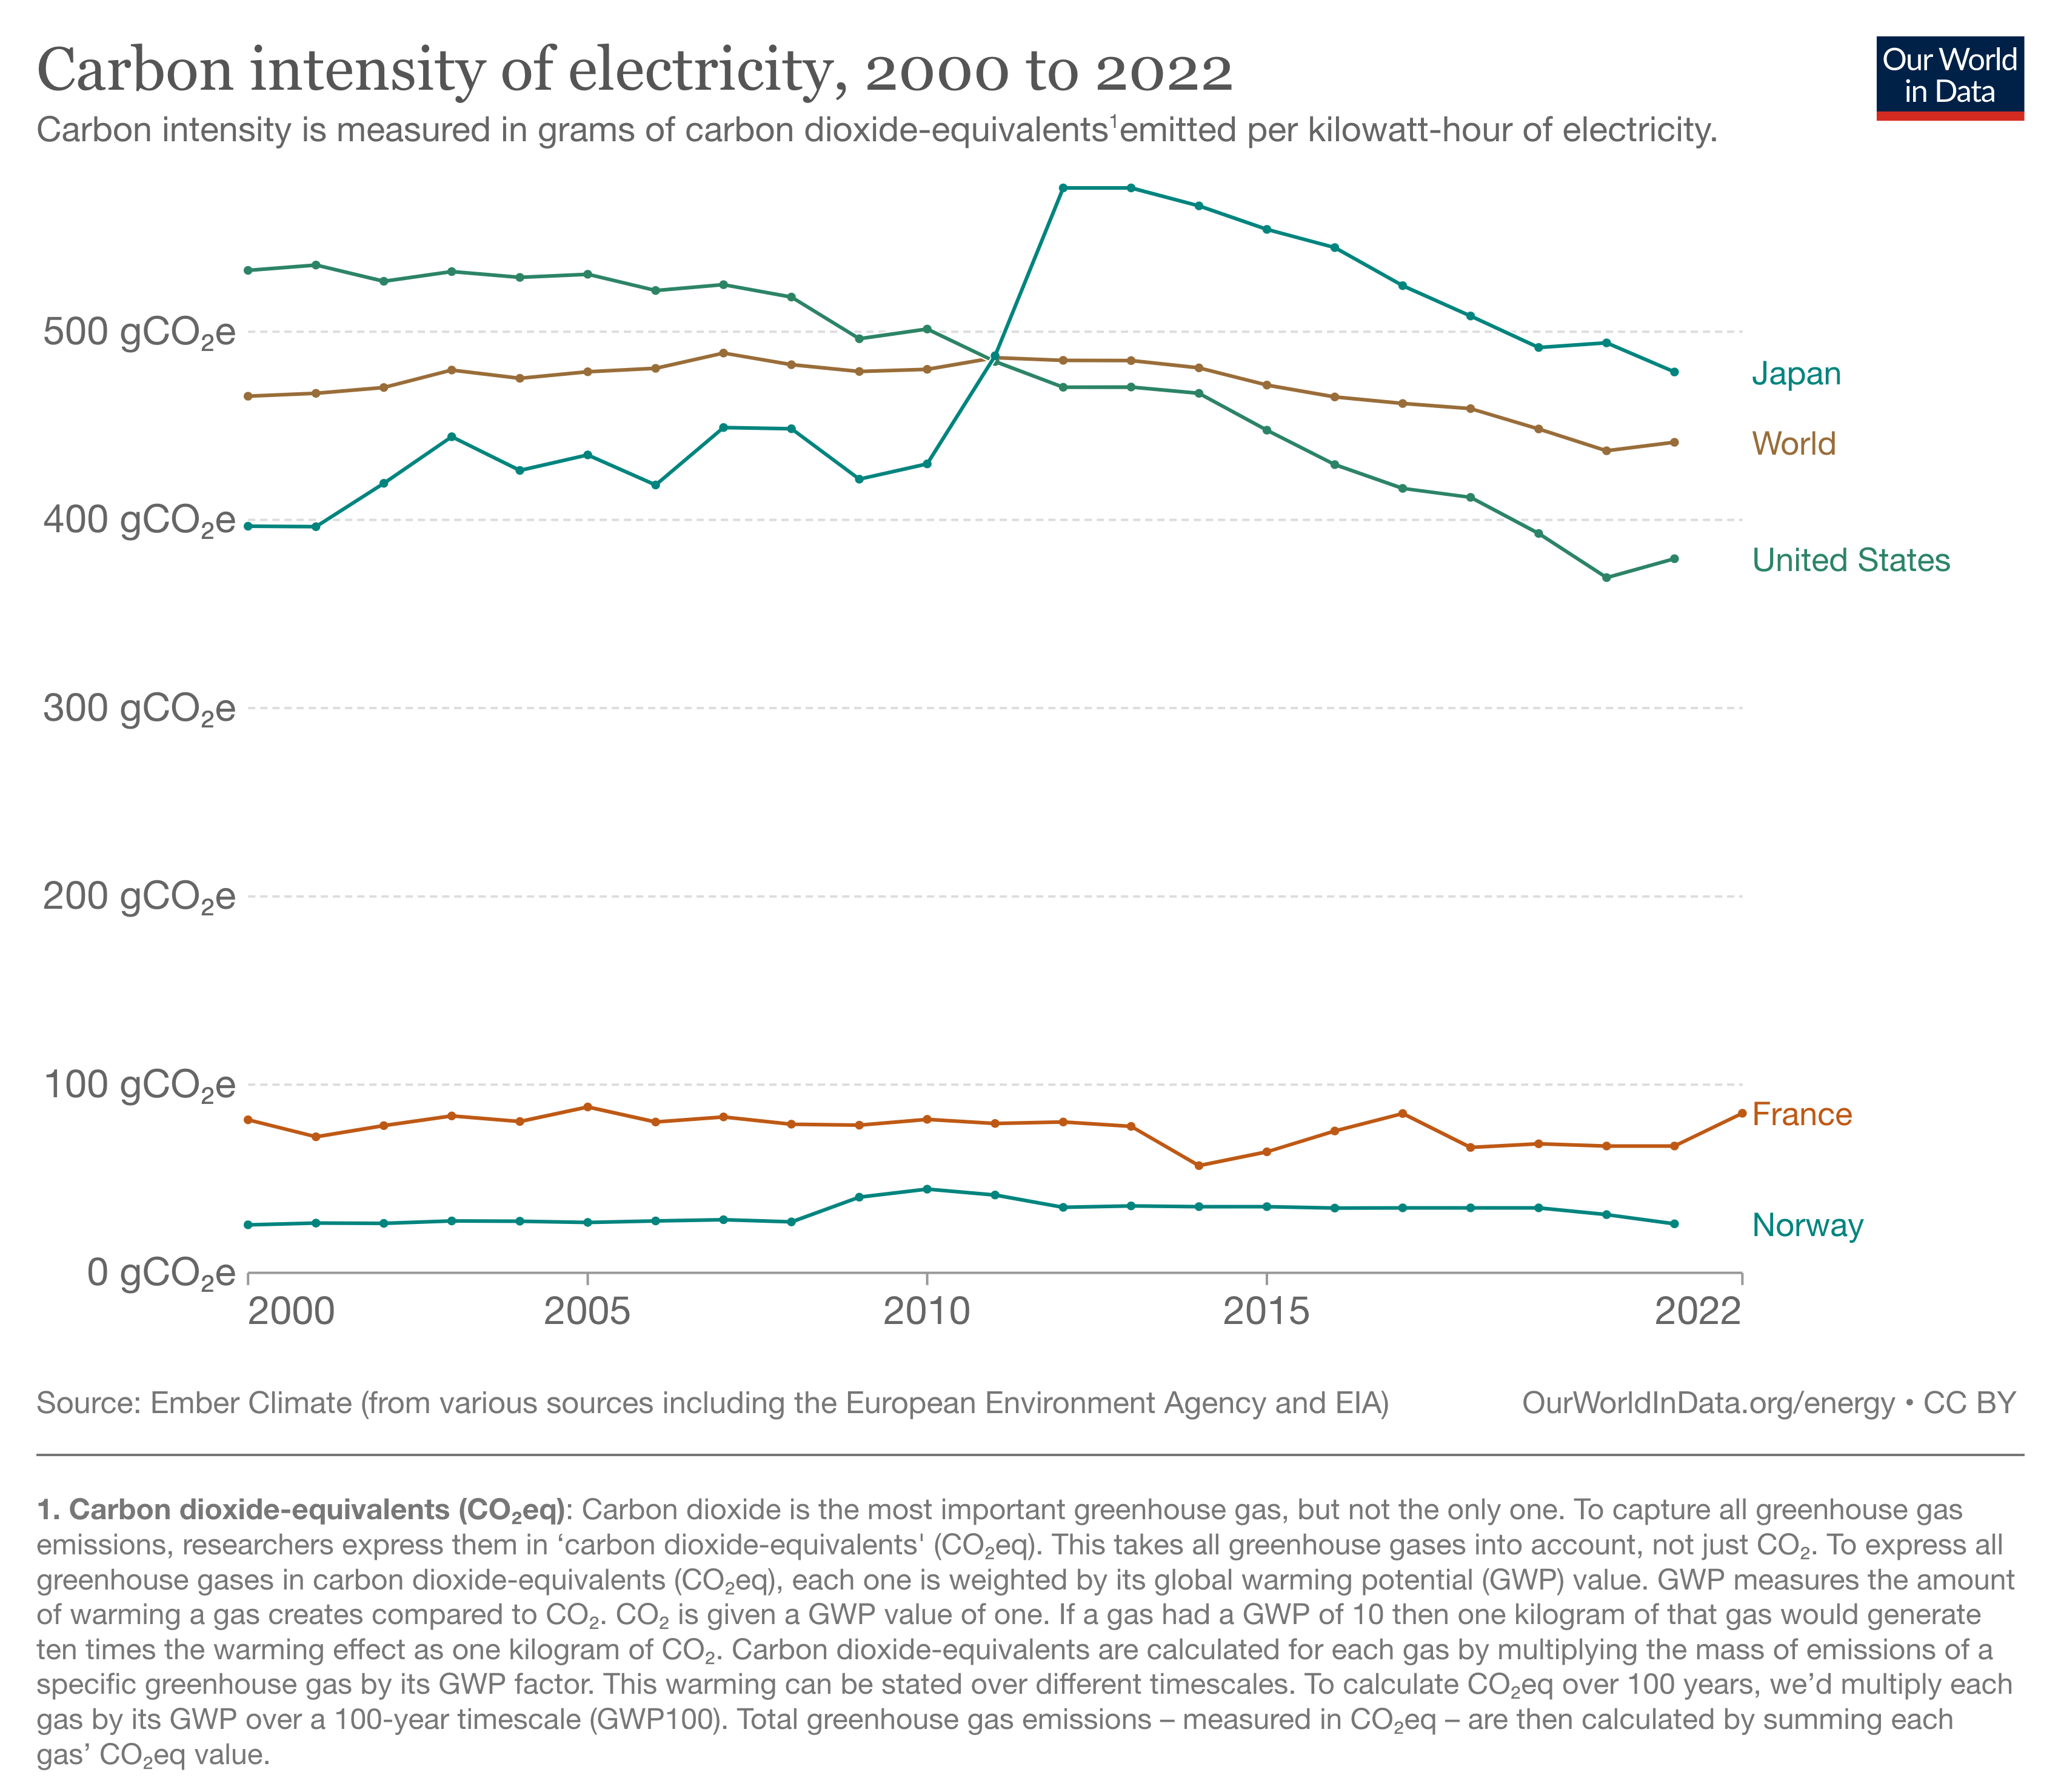 Carbon intensity of electricity, 2000 to 2022
Our World
in Data
Carbon intensity is measured in grams of carbon dioxide-equivalents¹emitted per kilowatt-hour of electricity.
500 gCO₂e
Japan
World
400 gCO₂e
United States
300 gCO₂e
200 gCO₂e
100 gCO₂e
France
Norway
0 gCO₂e
2000 2005 2010 2015 2022
Source: Ember Climate (from various sources including the European Environment Agency and EIA) OurWorldInData.org/energy • CC BY
1. Carbon dioxide-equivalents (CO₂eq): Carbon dioxide is the most important greenhouse gas, but not the only one. To capture all greenhouse gas
emissions, researchers express them in ‘carbon dioxide-equivalents' (CO₂eq). This takes all greenhouse gases into account, not just CO₂. To express all
greenhouse gases in carbon dioxide-equivalents (CO₂eq), each one is weighted by its global warming potential (GWP) value. GWP measures the amount
of warming a gas creates compared to CO₂. CO₂ is given a GWP value of one. If a gas had a GWP of 10 then one kilogram of that gas would generate
ten times the warming effect as one kilogram of CO₂. Carbon dioxide-equivalents are calculated for each gas by multiplying the mass of emissions of a
specific greenhouse gas by its GWP factor. This warming can be stated over different timescales. To calculate CO₂eq over 100 years, we’d multiply each
gas by its GWP over a 100-year timescale (GWP100). Total greenhouse gas emissions – measured in CO₂eq – are then calculated by summing each
gas’ CO₂eq value.